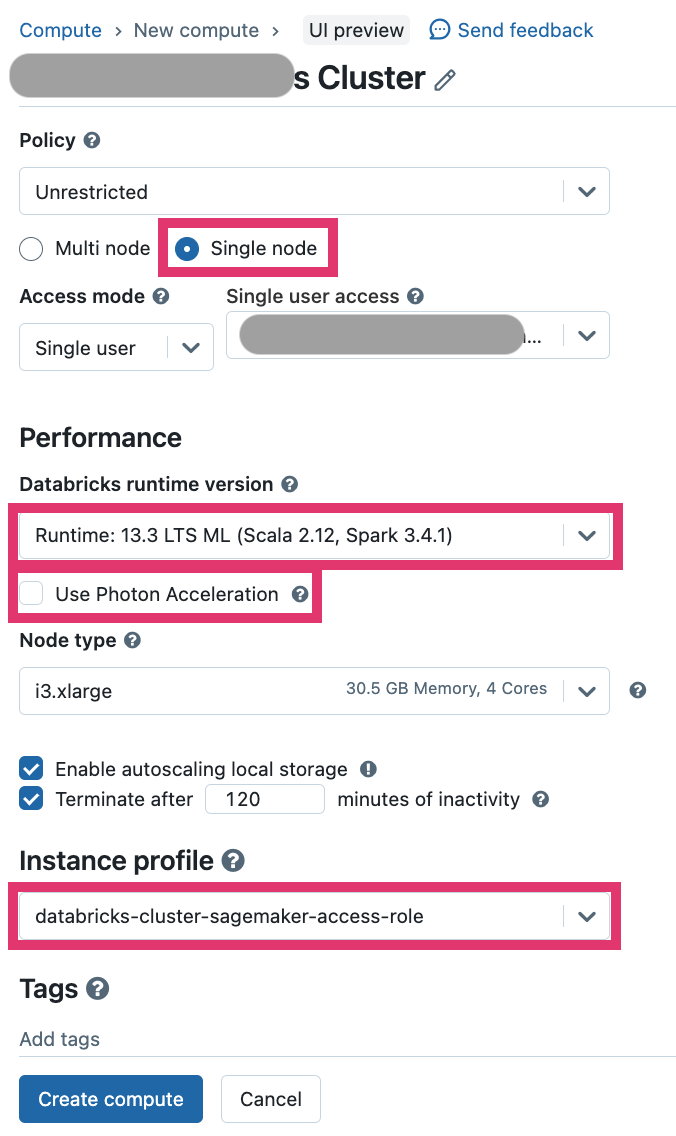 Compute > New compute > UI preview Send feedback
s Cluster
Policy ?
Unrestricted
Multi node Single node
Access mode ? Single user access ?
Single user ...
Performance
Databricks runtime version ?
Runtime: 13.3 LTS ML (Scala 2.12, Spark 3.4.1)
Use Photon Acceleration ?
Node type ?
i3.xlarge 30.5 GB Memory, 4 Cores ?
Enable autoscaling local storage !
Terminate after 120 minutes of inactivity ?
Instance profile ?
databricks-cluster-sagemaker-access-role
Tags ?
Add tags
Create compute Cancel